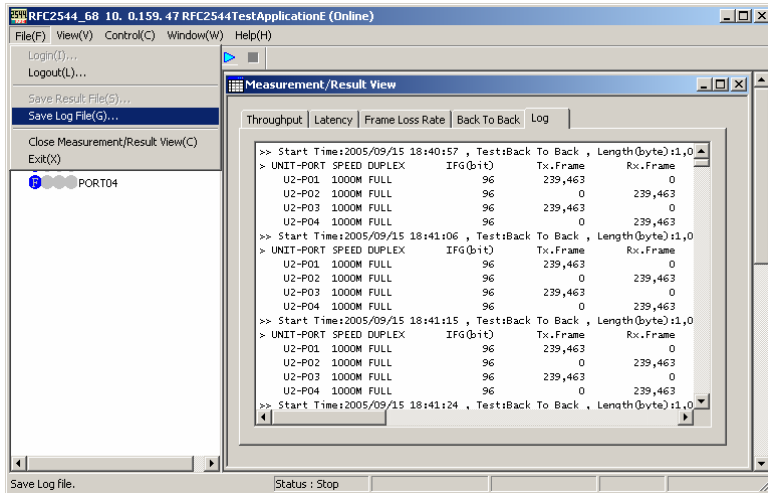 RFC2544_68 10. 0.159. 47 RFC2544TestApplicationE (Online)
File(F) View(V) Control(C) Window(W) Help(H)
Login(I)...
Logout(L)...
Save Result File(S)...
Save Log File(G)...
Close Measurement/Result View(C)
Exit(X)
F PORT04
Measurement/Result View
Throughput Latency Frame Loss Rate Back To Back Log
>> Start Time:2005/09/15 18:40:57 , Test:Back To Back , Length(byte):1,0
> UNIT-PORT SPEED DUPLEX IFG(bit) Tx.Frame Rx.Frame
U2-P01 1000M FULL 96 239,463 0
U2-P02 1000M FULL 96 0 239,463
U2-P03 1000M FULL 96 239,463 0
U2-P04 1000M FULL 96 0 239,463
>> Start Time:2005/09/15 18:41:06 , Test:Back To Back , Length(byte):1,0
> UNIT-PORT SPEED DUPLEX IFG(bit) Tx.Frame Rx.Frame
U2-P01 1000M FULL 96 239,463 0
U2-P02 1000M FULL 96 0 239,463
U2-P03 1000M FULL 96 239,463 0
U2-P04 1000M FULL 96 0 239,463
>> Start Time:2005/09/15 18:41:15 , Test:Back To Back , Length(byte):1,0
> UNIT-PORT SPEED DUPLEX IFG(bit) Tx.Frame Rx.Frame
U2-P01 1000M FULL 96 239,463 0
U2-P02 1000M FULL 96 0 239,463
U2-P03 1000M FULL 96 239,463 0
U2-P04 1000M FULL 96 0 239,463
>> Start Time:2005/09/15 18:41:24 , Test:Back To Back , Length(byte):1,0
Save Log file.
Status : Stop